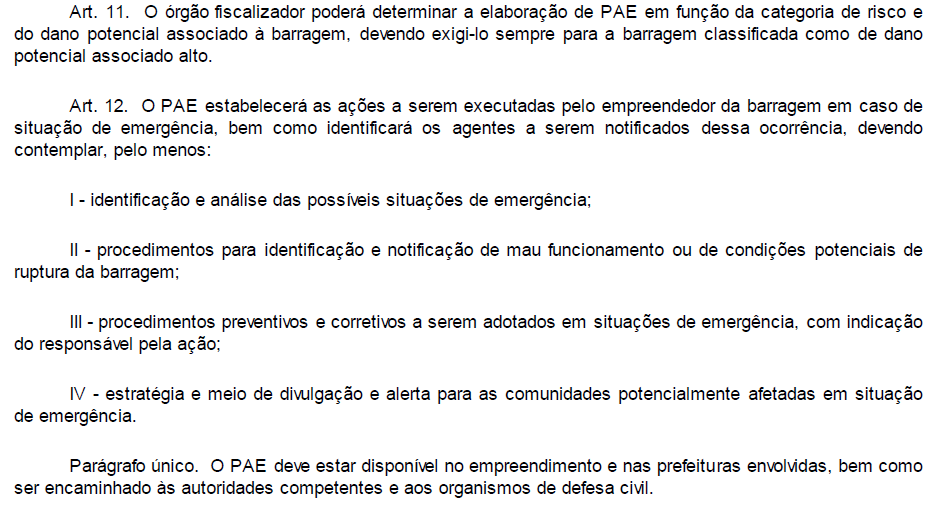 Art. 11. O órgão fiscalizador poderá determinar a elaboração de PAE em função da categoria de risco e
do dano potencial associado à barragem, devendo exigi-lo sempre para a barragem classificada como de dano
potencial associado alto.
Art. 12. O PAE estabelecerá as ações a serem executadas pelo empreendedor da barragem em caso de
situação de emergência, bem como identificará os agentes a serem notificados dessa ocorrência, devendo
contemplar, pelo menos:
I - identificação e análise das possíveis situações de emergência;
II - procedimentos para identificação e notificação de mau funcionamento ou de condições potenciais de
ruptura da barragem;
III - procedimentos preventivos e corretivos a serem adotados em situações de emergência, com indicação
do responsável pela ação;
IV - estratégia e meio de divulgação e alerta para as comunidades potencialmente afetadas em situação
de emergência.
Parágrafo único. O PAE deve estar disponível no empreendimento e nas prefeituras envolvidas, bem como
ser encaminhado às autoridades competentes e aos organismos de defesa civil.